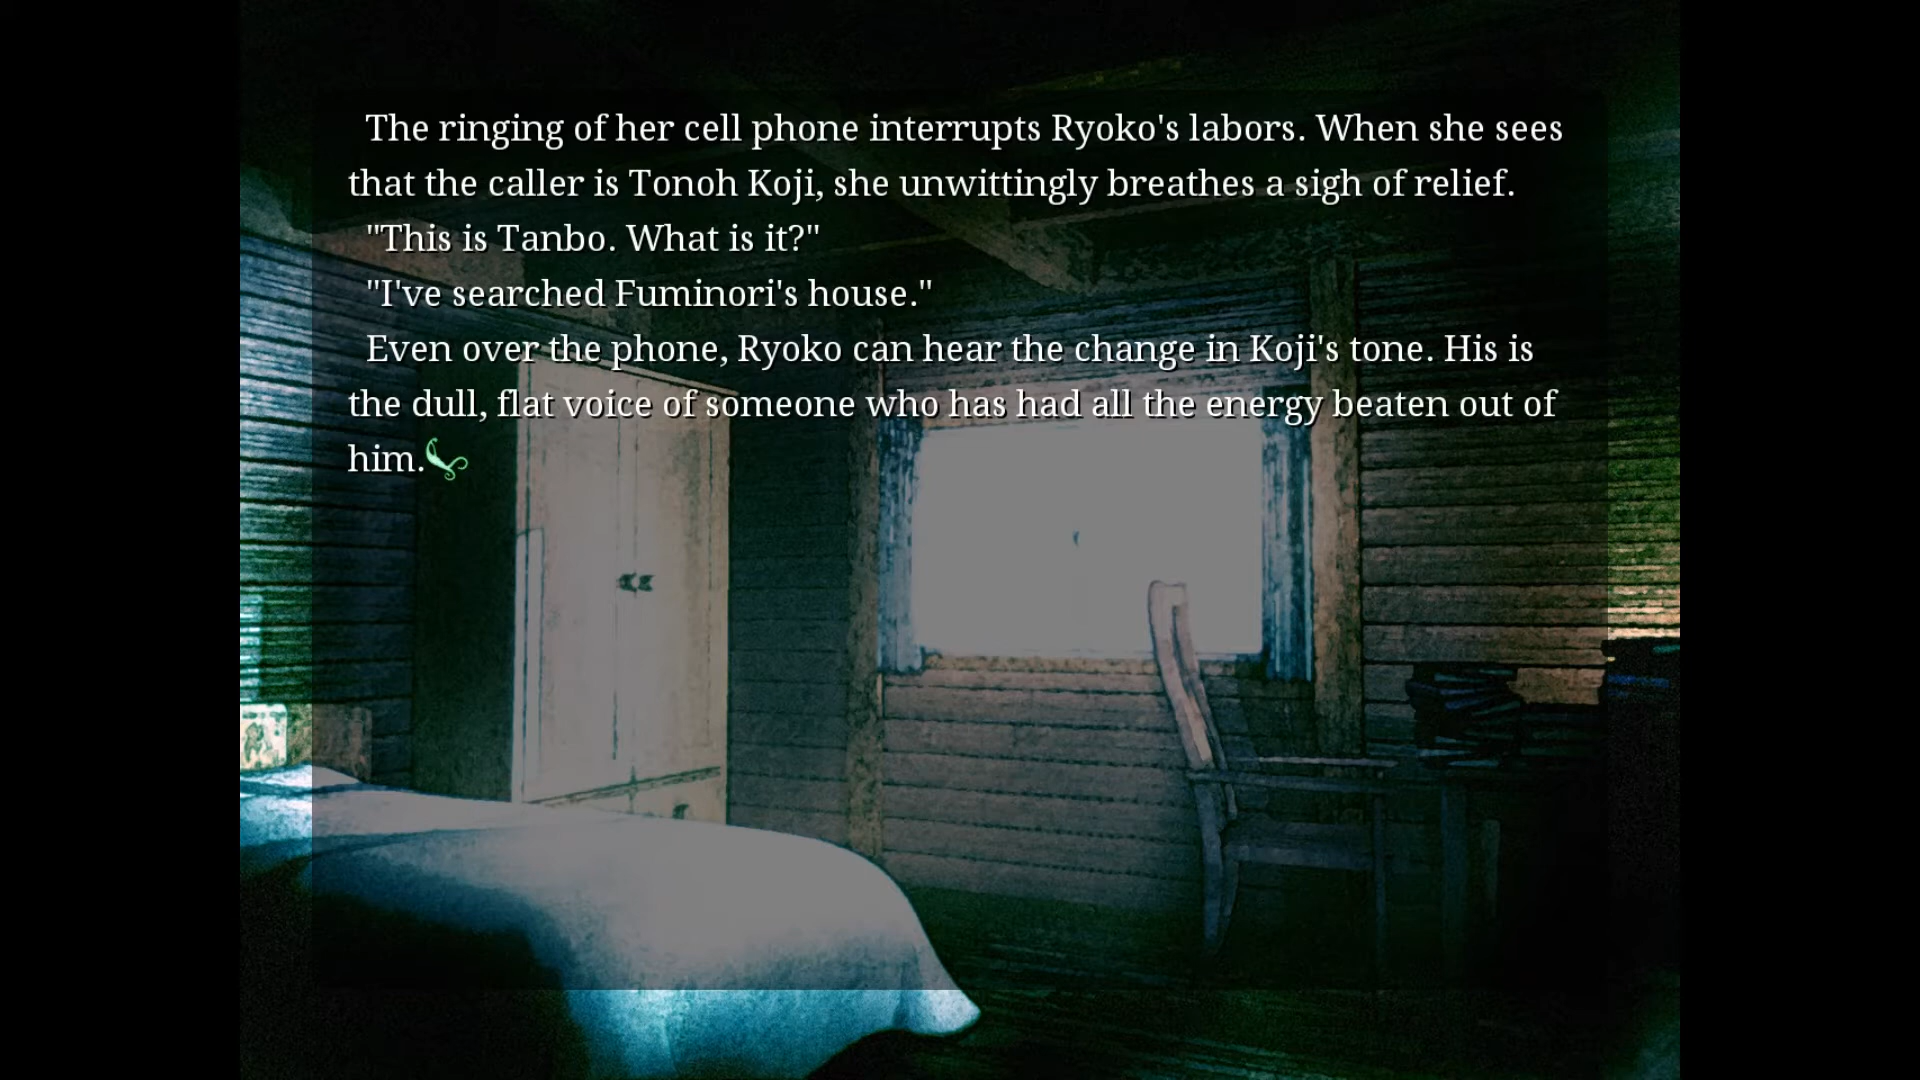 The ringing of her cell phone interrupts Ryoko's labors. When she sees
that the caller is Tonoh Koji, she unwittingly breathes a sigh of relief.
"This is Tanbo. What is it?"
"I've searched Fuminori's house."
Even over the phone, Ryoko can hear the change in Koji's tone. His is
the dull, flat voice of someone who has had all the energy beaten out of
him.